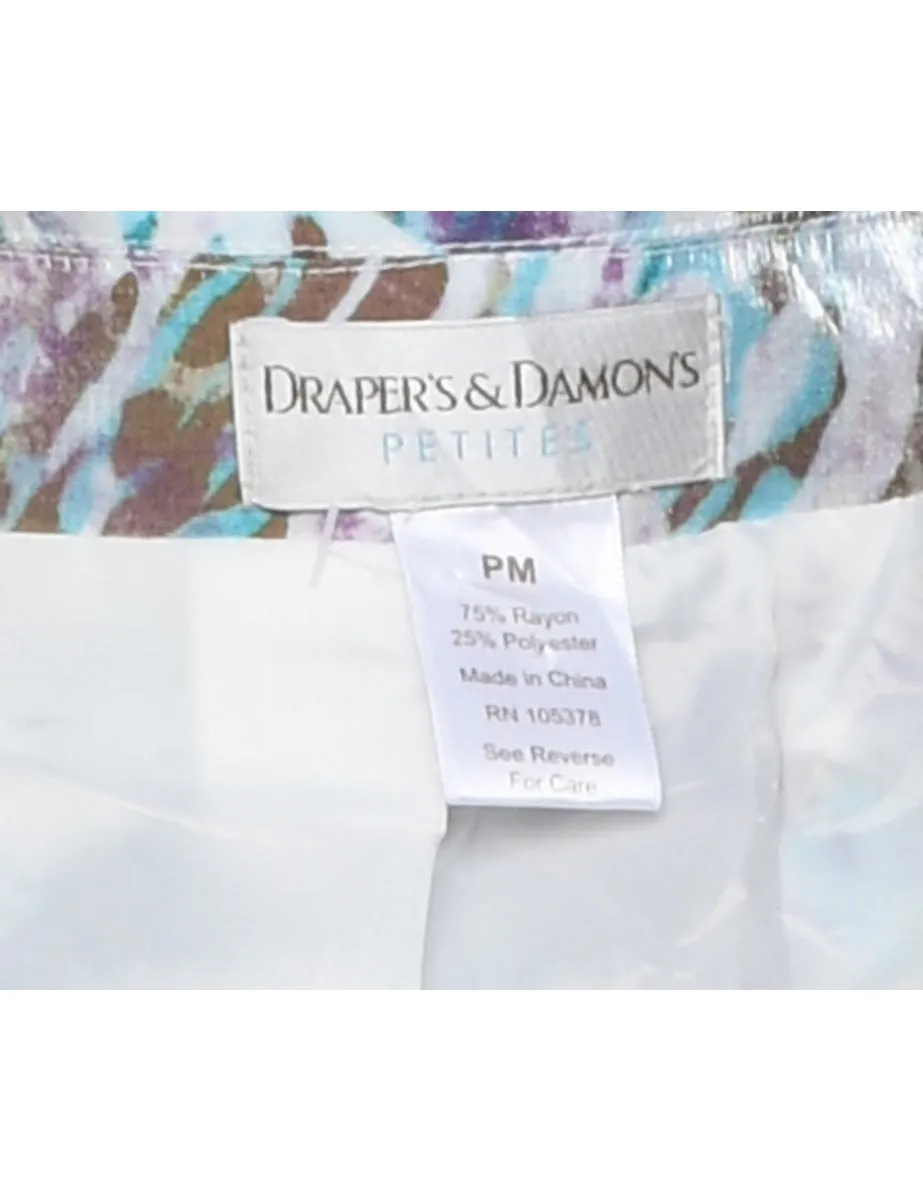 DRAPER'S & DAMON'S
PETITES
PM
75% Rayon
25% Polyester
Made in China
RN 105378
See Reverse
For Care